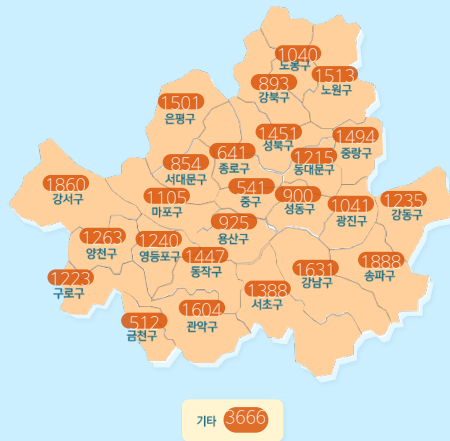 1040
노봉구
893
강북구
1513
노원구
1501
은평구
1451
성북구
1494
중랑구
641
종로구
1215
동대문구
854
서대문구
1860
강서구
1105
마포구
541
중구
900
성동구
1041
광진구
1235
강동구
925
용산구
1263
양천구
1240
영등포구
1447
동작구
1888
송파구
1631
강남구
1223
구로구
1388
서초구
1604
관악구
512
금천구
기타 3666